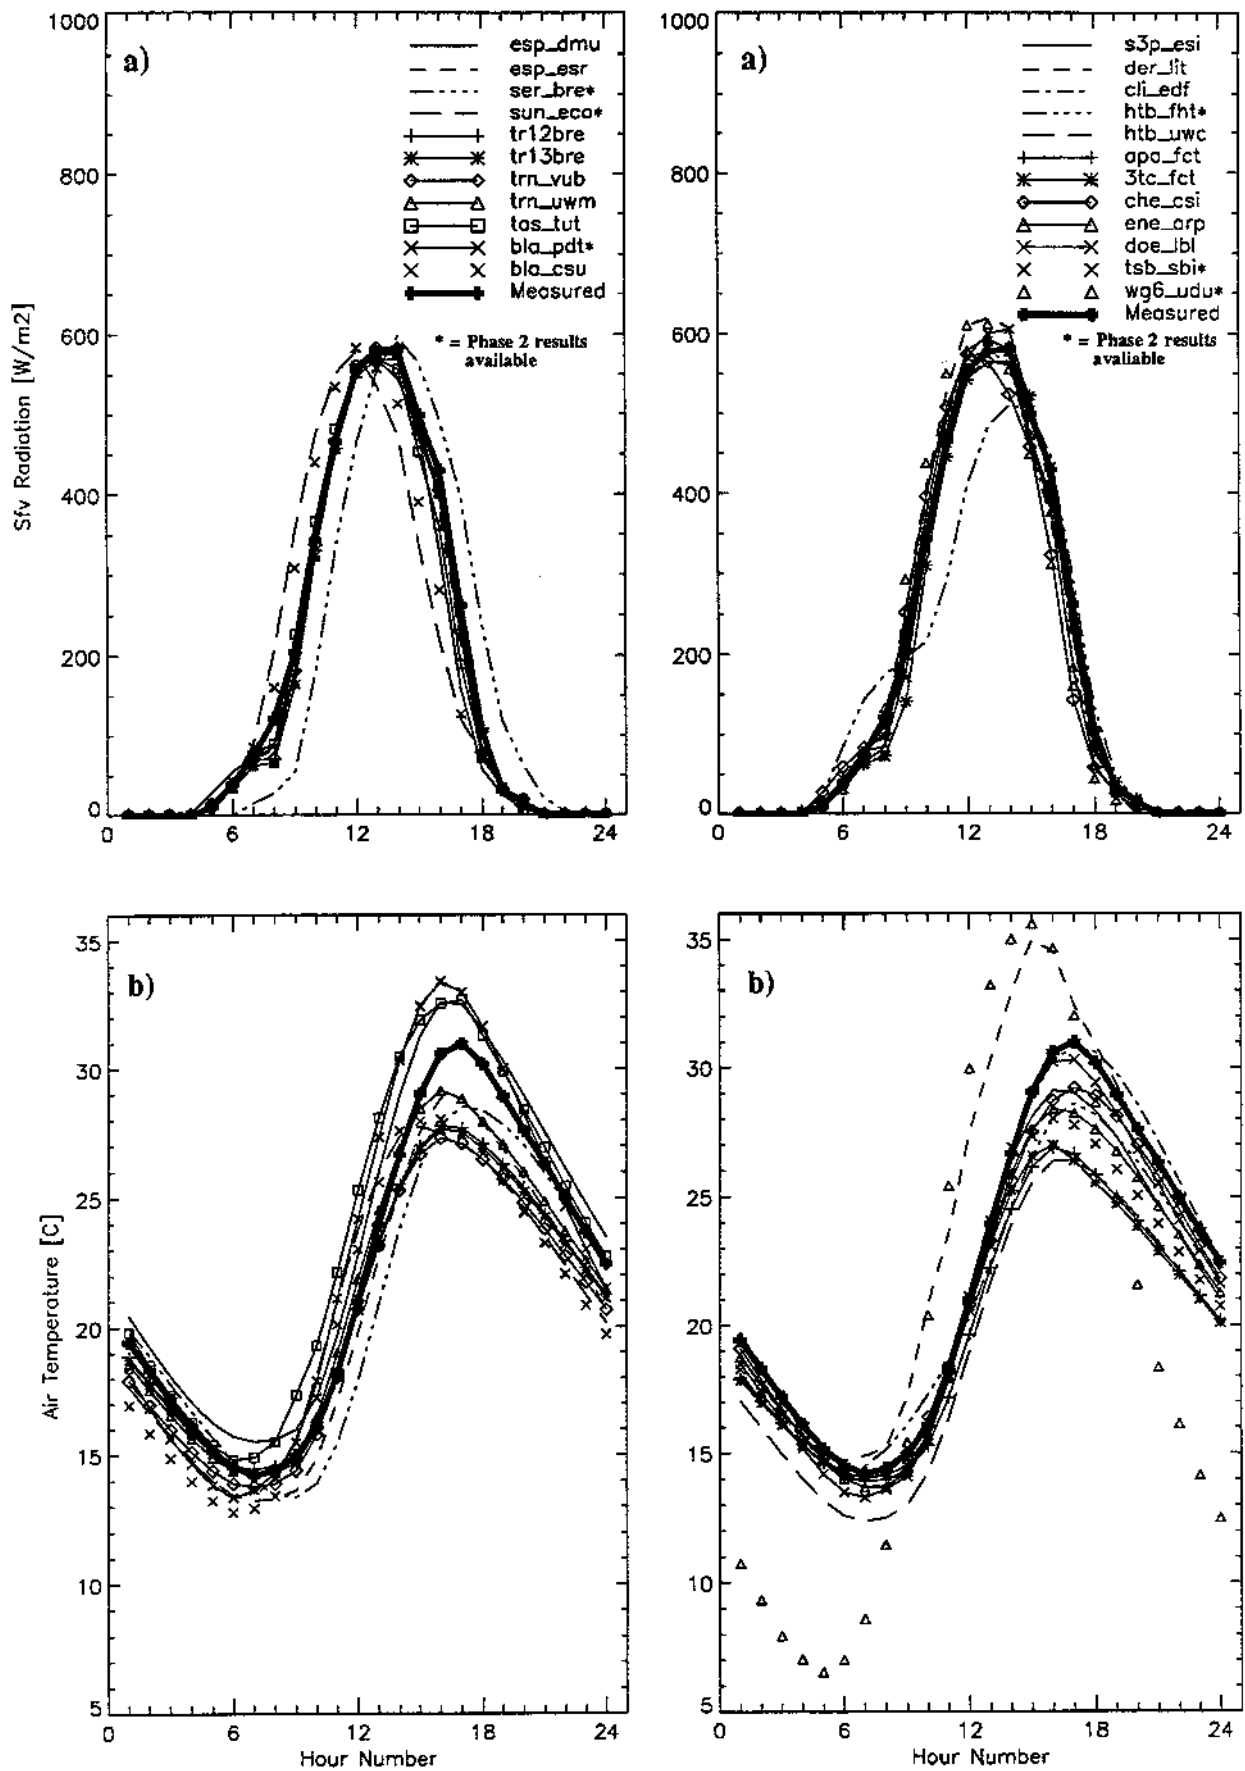 1000
800
600
400
200
0
Sfv Radiation [W/m2]
a)
esp_dmu
esp_esr
ser_bre*
sun_eco*
tr12bre
tr13bre
trn_vub
trn_uwm
tas_tut
bla_pdt*
bla_csu
Measured
* = Phase 2 results
available
0 6 12 18 24
1000
800
600
400
200
0
a)
s3p_esi
der_lit
cli_edf
htb_fht*
htb_uwc
apa_fct
3tc_fct
che_csi
ene_arp
doe_lbl
tsb_sbi*
wg6_udu*
Measured
* = Phase 2 results
avaliable
0 6 12 18 24
35
30
25
20
15
10
5
Air Temperature [C]
b)
0 6 12 18 24
Hour Number
35
30
25
20
15
10
5
b)
0 6 12 18 24
Hour Number